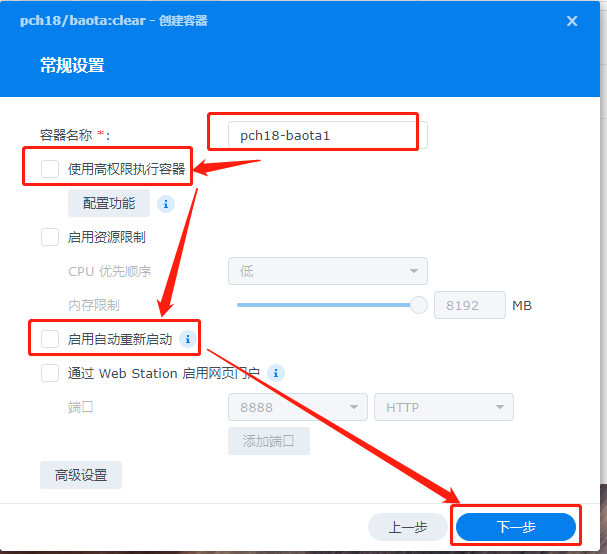 pch18/baota:clear - 创建容器
常规设置
容器名称 *: pch18-baota1
使用高权限执行容器
配置功能
启用资源限制
CPU 优先顺序 低
内存限制 8192 MB
启用自动重新启动
通过 Web Station 启用网页门户
端口 8888 HTTP
添加端口
高级设置
上一步 下一步